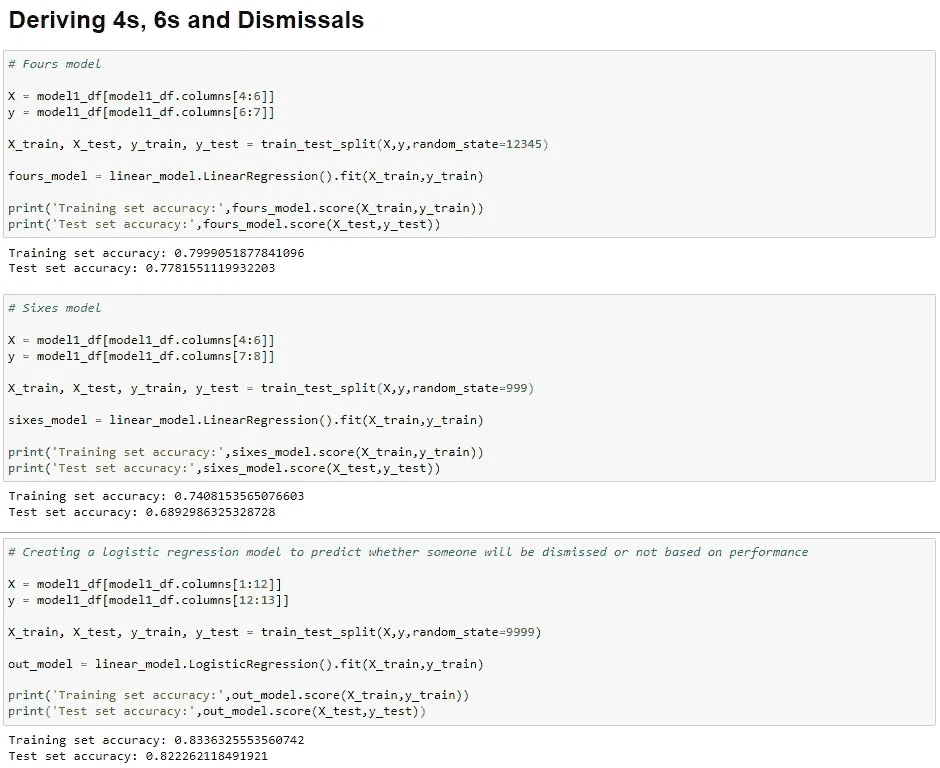 Deriving 4s, 6s and Dismissals
# Fours model
X = model1_df[model1_df.columns[4:6]]
y = model1_df[model1_df.columns[6:7]]
X_train, X_test, y_train, y_test = train_test_split(X,y,random_state=12345)
fours_model = linear_model.LinearRegression().fit(X_train,y_train)
print('Training set accuracy:',fours_model.score(X_train,y_train))
print('Test set accuracy:',fours_model.score(X_test,y_test))
Training set accuracy: 0.7999051877841096
Test set accuracy: 0.7781551119932203
# Sixes model
X = model1_df[model1_df.columns[4:6]]
y = model1_df[model1_df.columns[7:8]]
X_train, X_test, y_train, y_test = train_test_split(X,y,random_state=999)
sixes_model = linear_model.LinearRegression().fit(X_train,y_train)
print('Training set accuracy:',sixes_model.score(X_train,y_train))
print('Test set accuracy:',sixes_model.score(X_test,y_test))
Training set accuracy: 0.7408153565076603
Test set accuracy: 0.6892986325328728
# Creating a logistic regression model to predict whether someone will be dismissed or not based on performance
X = model1_df[model1_df.columns[1:12]]
y = model1_df[model1_df.columns[12:13]]
X_train, X_test, y_train, y_test = train_test_split(X,y,random_state=9999)
out_model = linear_model.LogisticRegression().fit(X_train,y_train)
print('Training set accuracy:',out_model.score(X_train,y_train))
print('Test set accuracy:',out_model.score(X_test,y_test))
Training set accuracy: 0.8336325553560742
Test set accuracy: 0.822262118491921